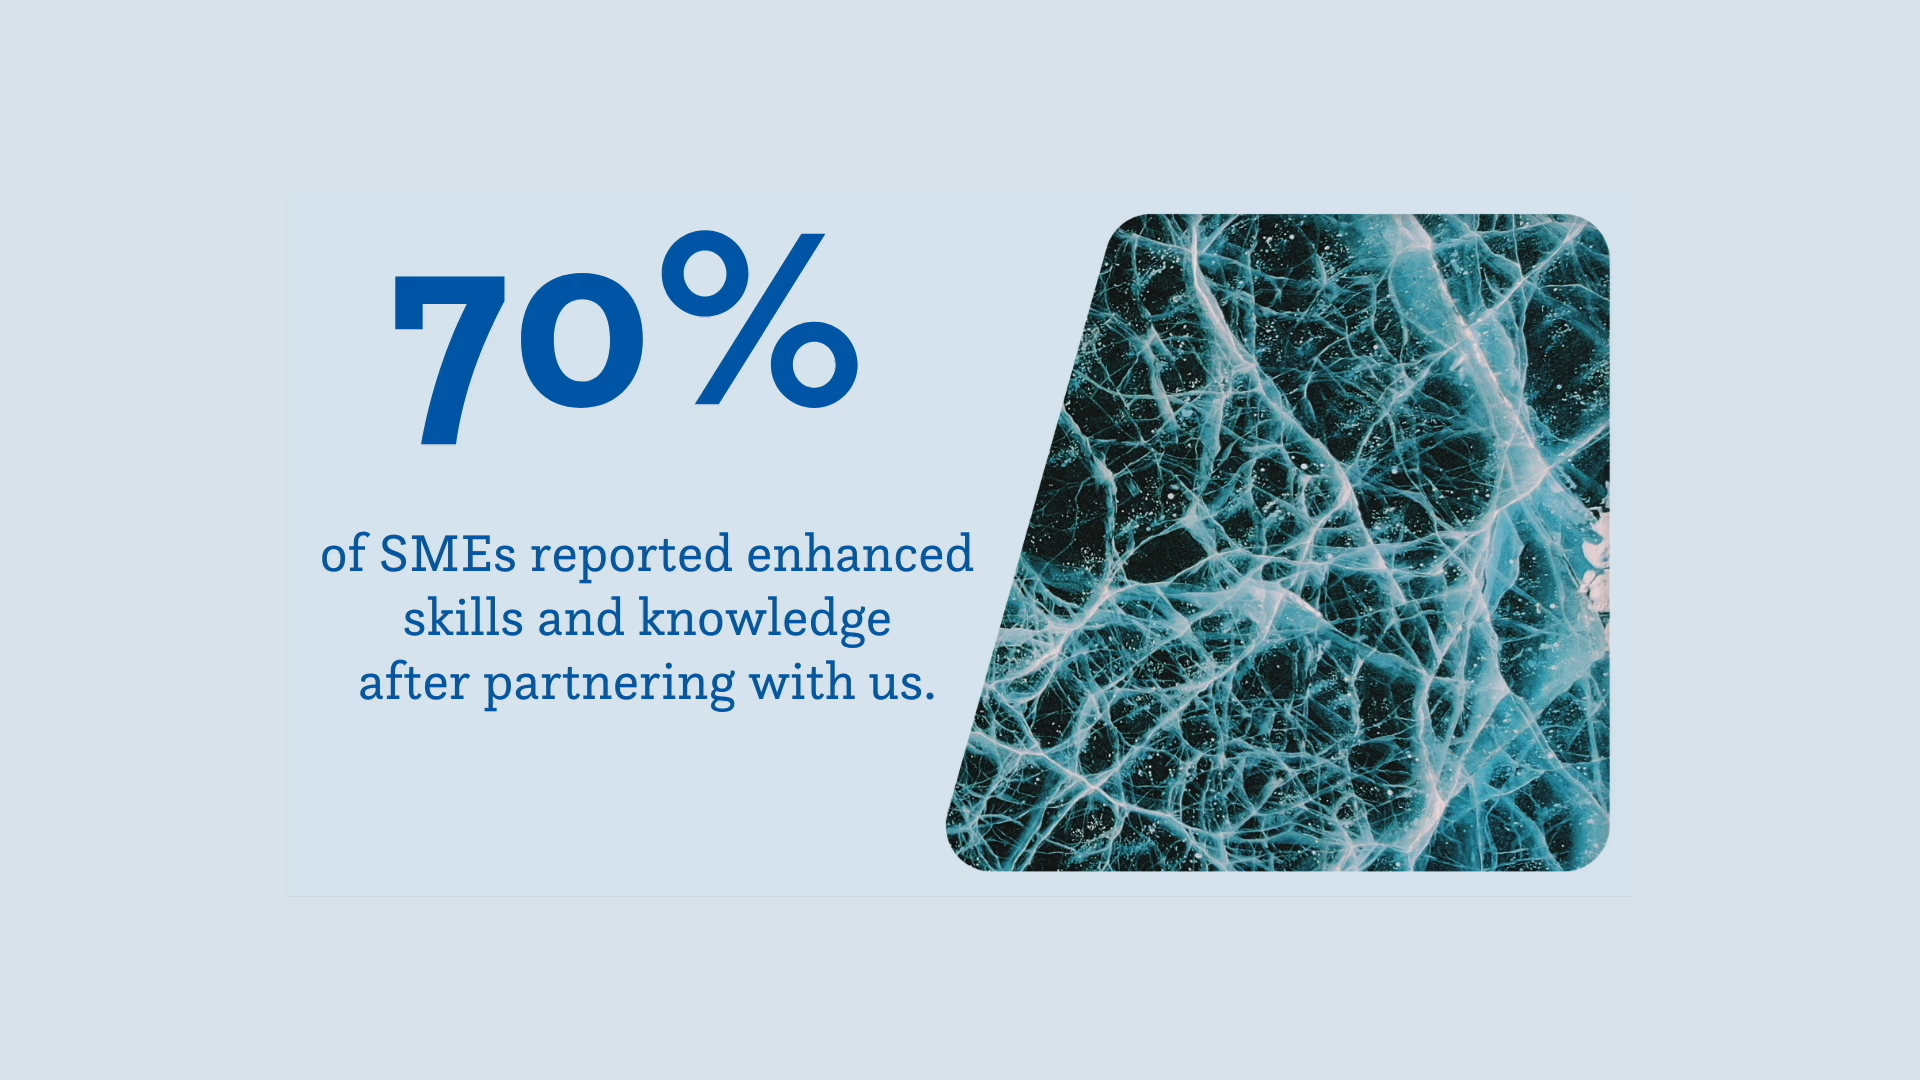 70%
of SMEs reported enhanced
skills and knowledge
after partnering with us.